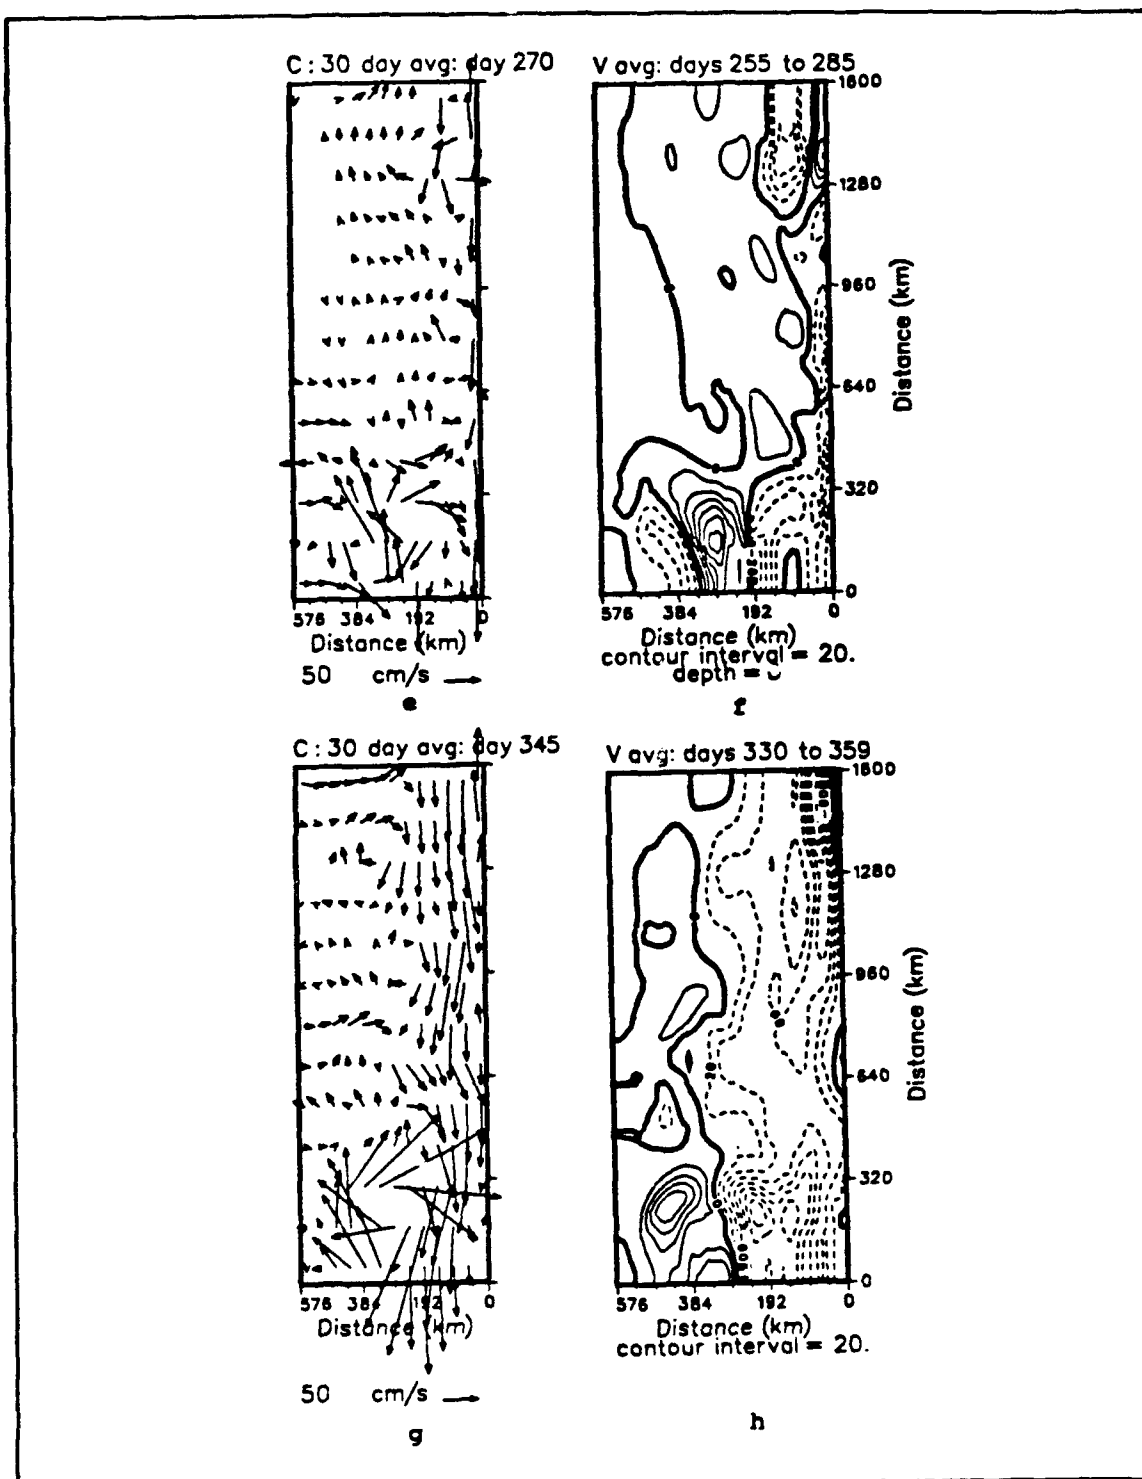 C : 30 day avg: day 270
V avg: days 255 to 285
1600
1280
960
640
320
0
Distance (km)
576 384 192 0
Distance (km)
50 cm/s
e
576 384 192 0
Distance (km)
contour interval = 20.
depth =
f
C : 30 day avg: day 345
V avg: days 330 to 359
1600
1280
960
640
320
0
Distance (km)
576 384 192 0
Distance (km)
50 cm/s
g
20
0
576 384 192 0
Distance (km)
contour interval = 20.
h